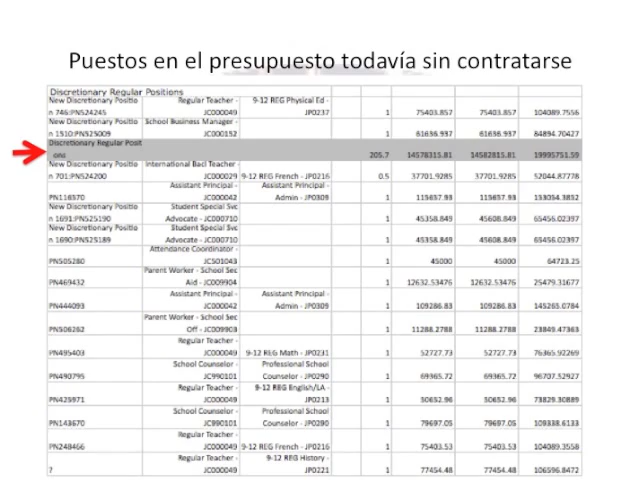 Puestos en el presupuesto todavía sin contratarse
Discretionary Regular Positions
New Discretionary Positio Regular Teacher - 9-12 REG Physical Ed -
n 746:PN524245 JC000049 JP0237 1 75403.857 75403.857 104089.7556
New Discretionary Positio School Business Manager -
n 1510:PN525009 JC000152 1 61636.937 61636.937 84894.70427
Discretionary Regular Posit
ons 205.7 14578315.81 14582815.81 19995751.59
New Discretionary Positio International Bacl Teacher -
n 701:PN524200 JC000029 9-12 REG French - JP0216 0.5 37701.9285 37701.9285 52044.87778
Assistant Principal - Assistant Principal -
PN116370 JC000042 Admin - JP0309 1 115657.93 115657.93 153054.3852
New Discretionary Positio Student Special Svc
n 1691:PN525190 Advocate - JC000710 1 45358.849 45608.849 65456.02397
New Discretionary Positio Student Special Svc
n 1690:PN525189 Advocate - JC000710 1 45358.849 45608.849 65456.02397
Attendance Coordinator -
PN505280 JC501043 1 45000 45000 64723.25
Parent Worker - School Sec
PN469432 Aid - JC009904 1 12632.53476 12632.53476 25479.31677
Assistant Principal - Assistant Principal -
PN444093 JC000042 Admin - JP0309 1 109286.83 109286.83 145265.0784
Parent Worker - School Sec
PN506262 Off - JC009903 1 11288.2788 11288.2788 23849.47363
Regular Teacher -
PN495403 JC000049 9-12 REG Math - JP0231 1 52727.73 52727.73 76365.92269
School Counselor - Professional School
PN490795 JC990101 Counselor - JP0290 1 69365.72 69365.72 96707.52927
Regular Teacher - 9-12 REG English/LA -
PN425971 JC000049 JP0213 1 50652.96 50652.96 73829.30889
School Counselor - Professional School
PN143670 JC990101 Counselor - JP0290 1 79697.05 79697.05 109338.6133
Regular Teacher -
PN248466 JC000049 9-12 REG French - JP0216 1 75403.53 75403.53 104089.3558
Regular Teacher - 9-12 REG History -
? JC000049 JP0221 1 77454.48 77454.48 106596.8472